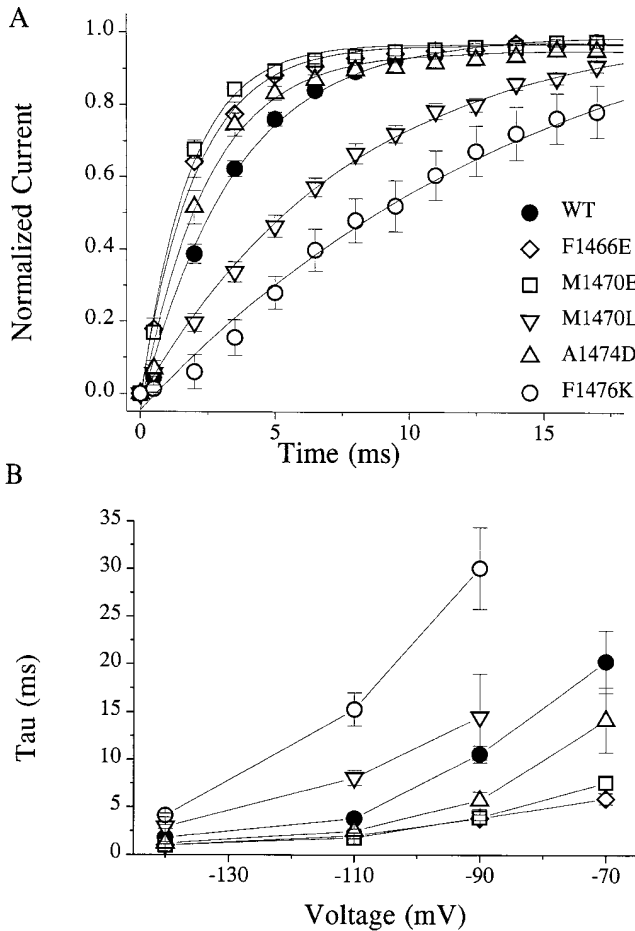 A
1.0
0.8
0.6
0.4
0.2
0.0
Normalized Current
WT
F1466E
M1470E
M1470L
A1474D
F1476K
0
5
10
15
Time (ms)
B
35
30
25
20
15
10
5
0
Tau (ms)
-130
-110
-90
-70
Voltage (mV)